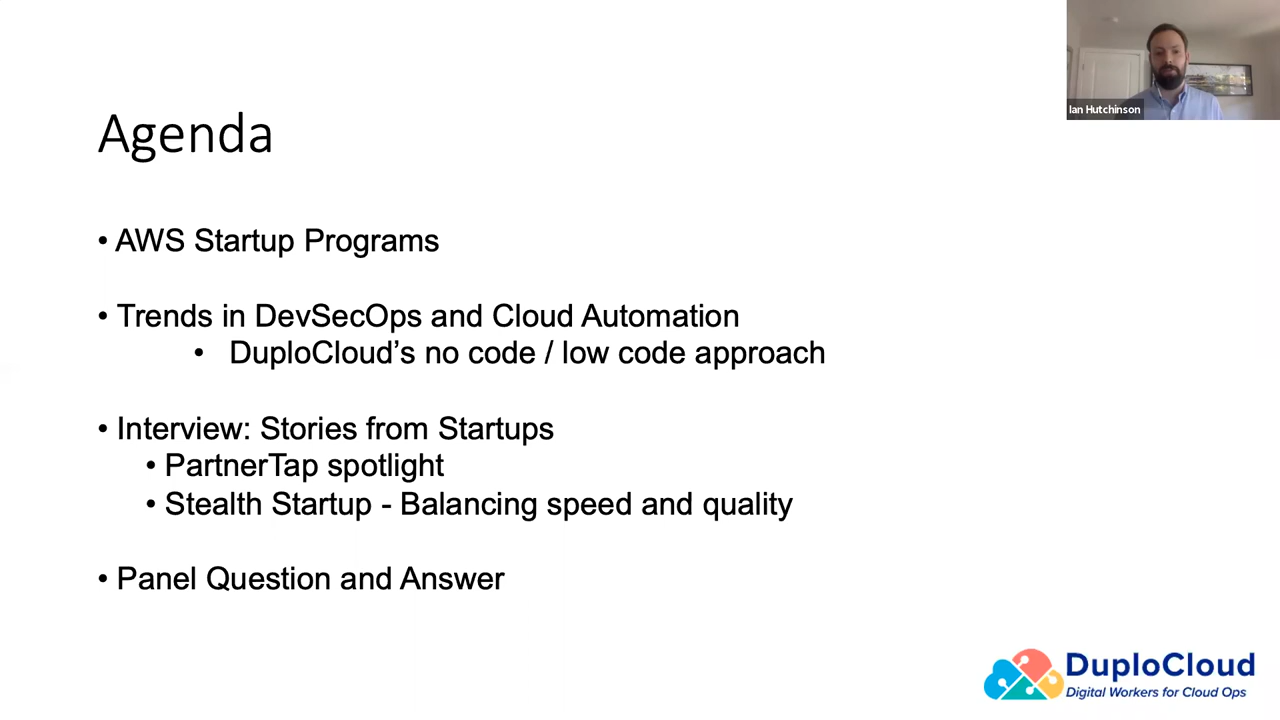 Ian Hutchinson
Agenda
• AWS Startup Programs
• Trends in DevSecOps and Cloud Automation
• DuploCloud’s no code / low code approach
• Interview: Stories from Startups
• PartnerTap spotlight
• Stealth Startup - Balancing speed and quality
• Panel Question and Answer
DuploCloud
Digital Workers for Cloud Ops